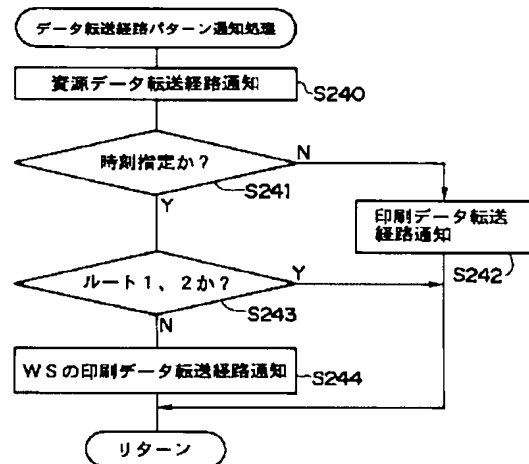 データ転送経路パターン通知処理
資源データ転送経路通知
S240
時刻指定か?
N
S241
Y
印刷データ転送
経路通知
S242
ルート1、2か?
Y
S243
N
WSの印刷データ転送経路通知
S244
リターン